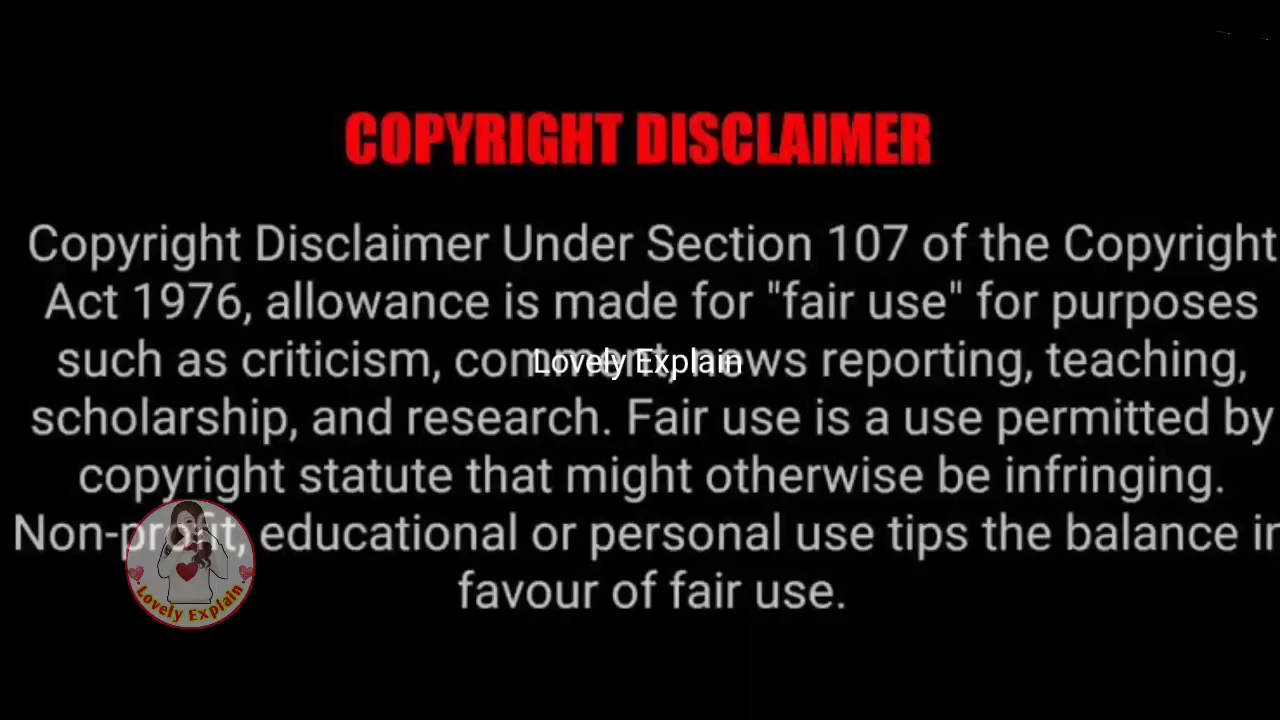 COPYRIGHT DISCLAIMER
Copyright Disclaimer Under Section 107 of the Copyright
Act 1976, allowance is made for "fair use" for purposes
such as criticism, comment, news reporting, teaching,
Lovely Explain
scholarship, and research. Fair use is a use permitted by
copyright statute that might otherwise be infringing.
Non-profit, educational or personal use tips the balance in
favour of fair use.
Lovely Explain